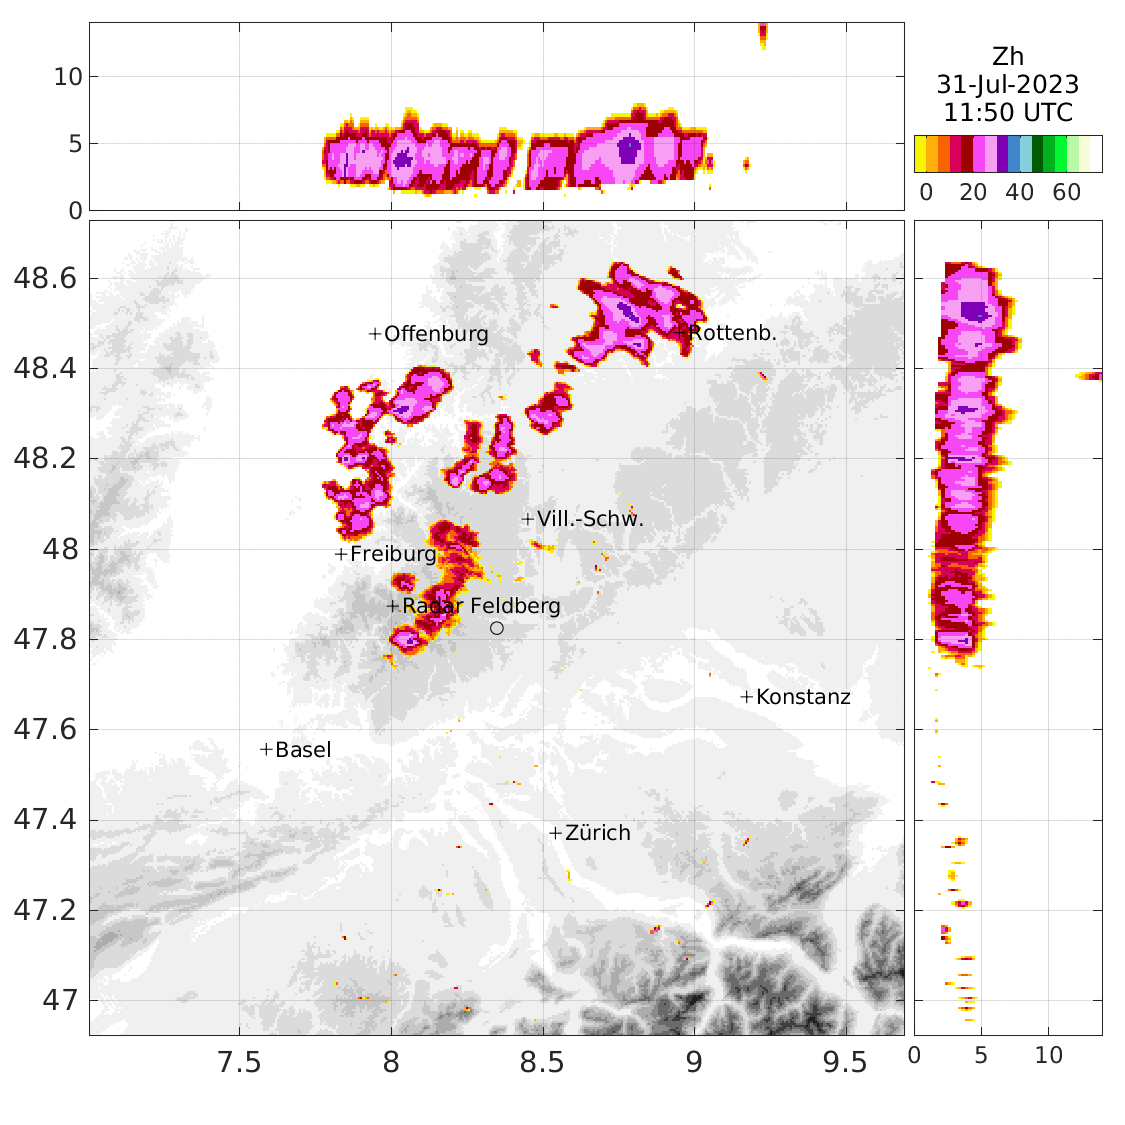 10
5
0
Zh
31-Jul-2023
11:50 UTC
0 20 40 60
48.6
48.4
48.2
48
47.8
47.6
47.4
47.2
47
+Offenburg
+Rottenb.
+Vill.-Schw.
+Freiburg
+Radar Feldberg
+Konstanz
+Basel
+Zürich
7.5 8 8.5 9 9.5
0 5 10